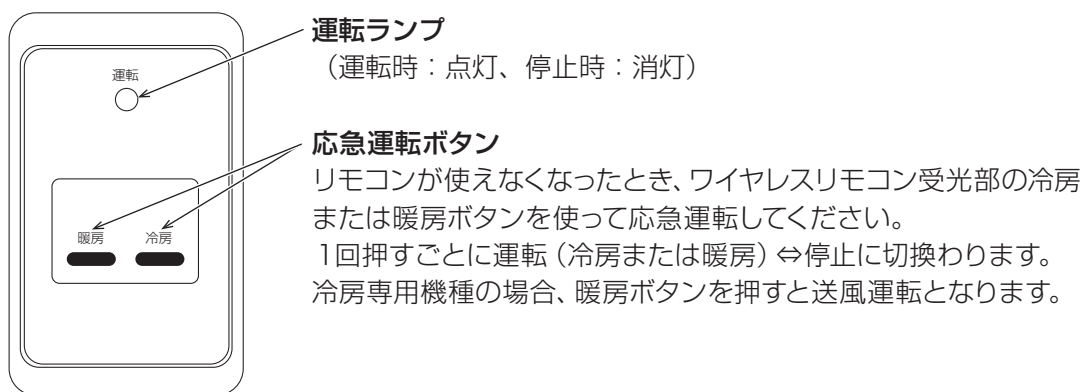 運転
暖房
冷房
運転ランプ
（運転時：点灯、停止時：消灯）
応急運転ボタン
リモコンが使えなくなったとき、ワイヤレスリモコン受光部の冷房
または暖房ボタンを使って応急運転してください。
1回押すごとに運転（冷房または暖房）⇔停止に切換わります。
冷房専用機種の場合、暖房ボタンを押すと送風運転となります。